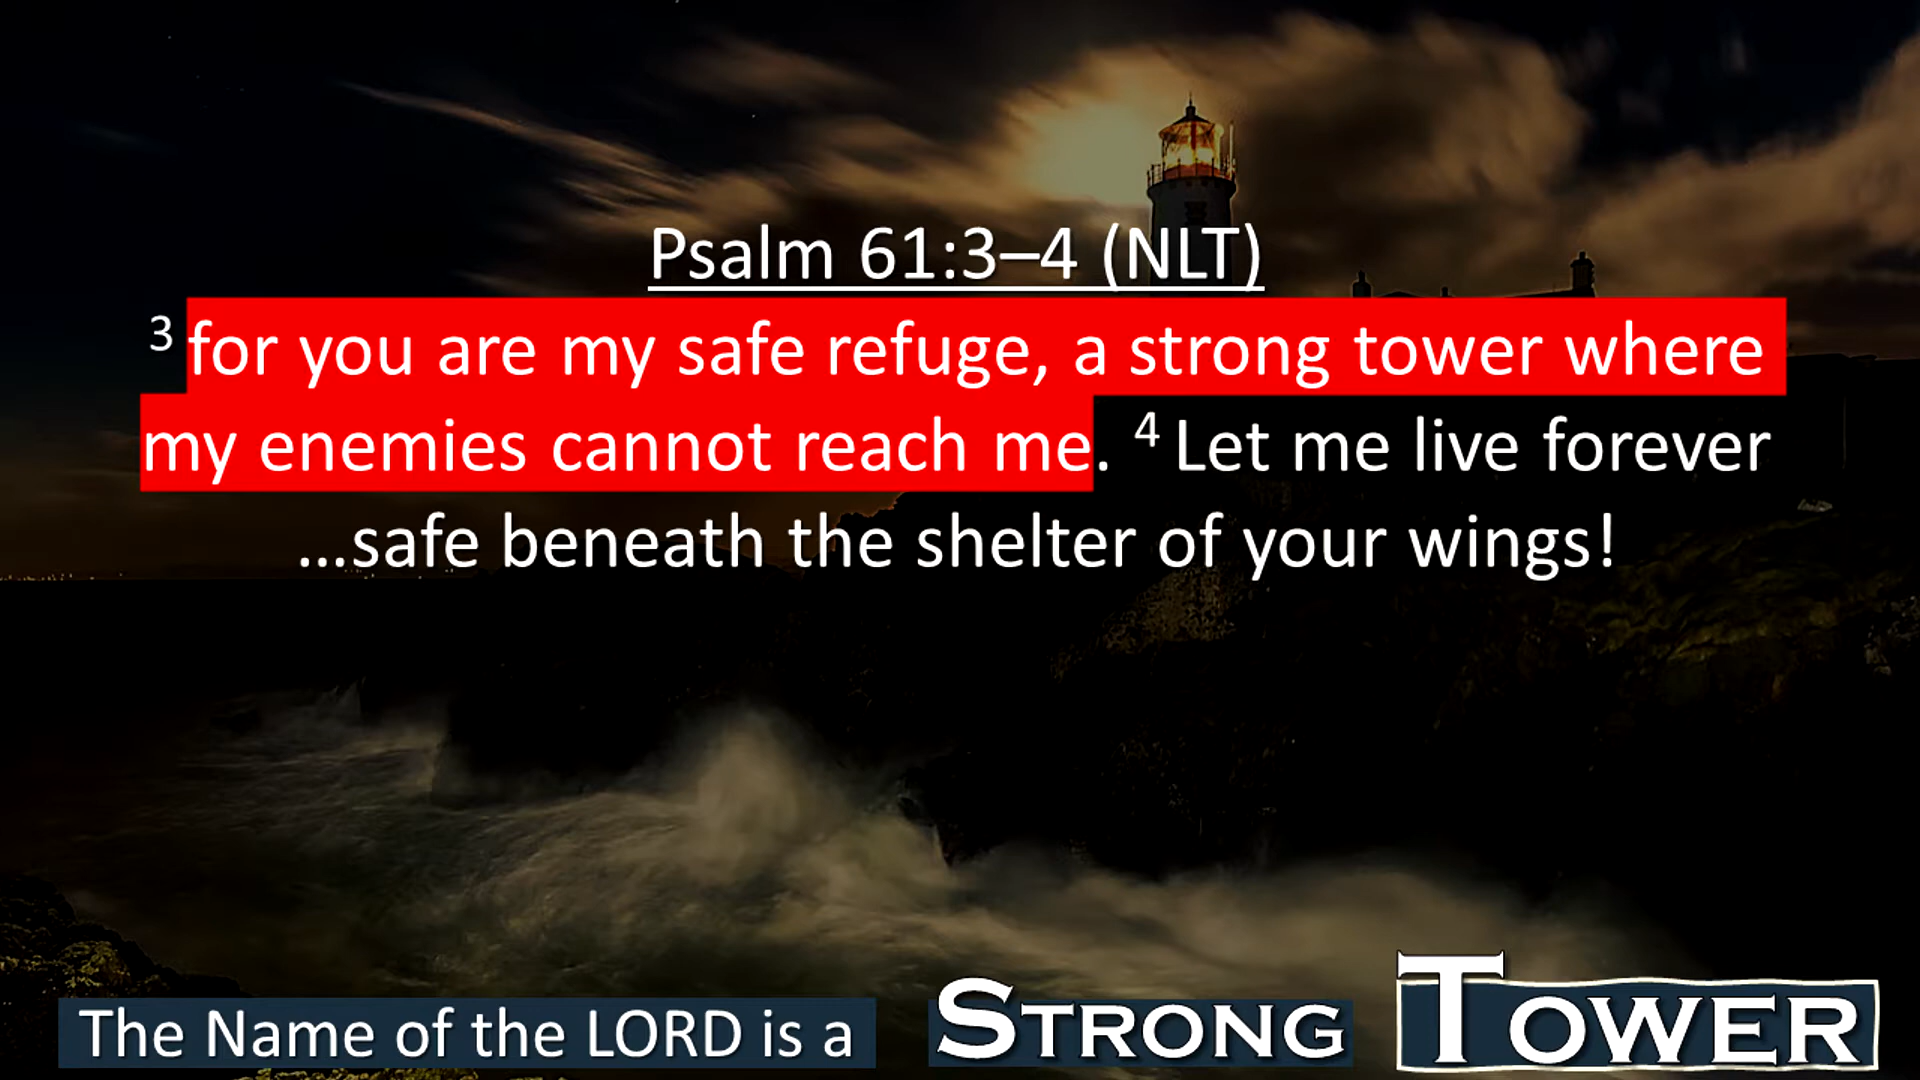 Psalm 61:3–4 (NLT)
3 for you are my safe refuge, a strong tower where
my enemies cannot reach me. 4 Let me live forever
…safe beneath the shelter of your wings!
The Name of the LORD is a STRONG TOWER